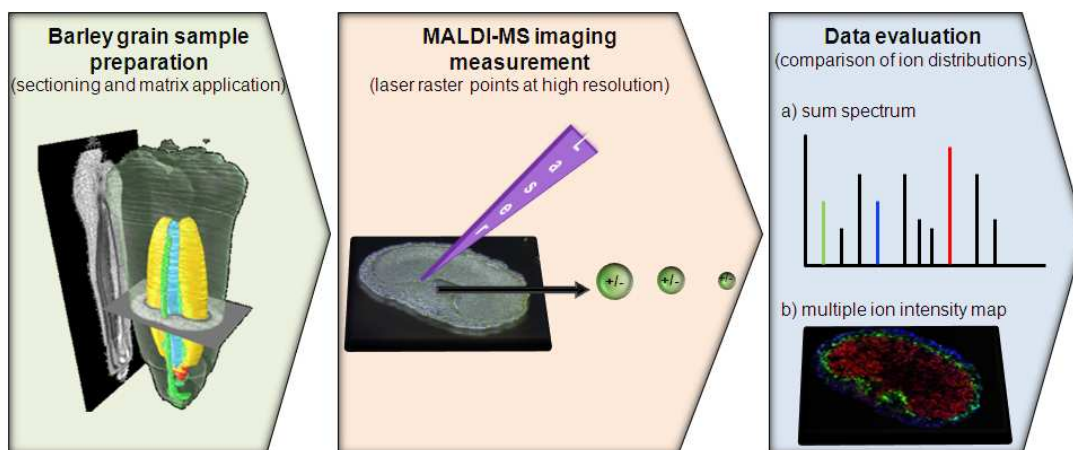 Barley grain sample
preparation
(sectioning and matrix application)
MALDI-MS imaging
measurement
(laser raster points at high resolution)
Laser
+/-
+/-
+/-
Data evaluation
(comparison of ion distributions)
a) sum spectrum
b) multiple ion intensity map